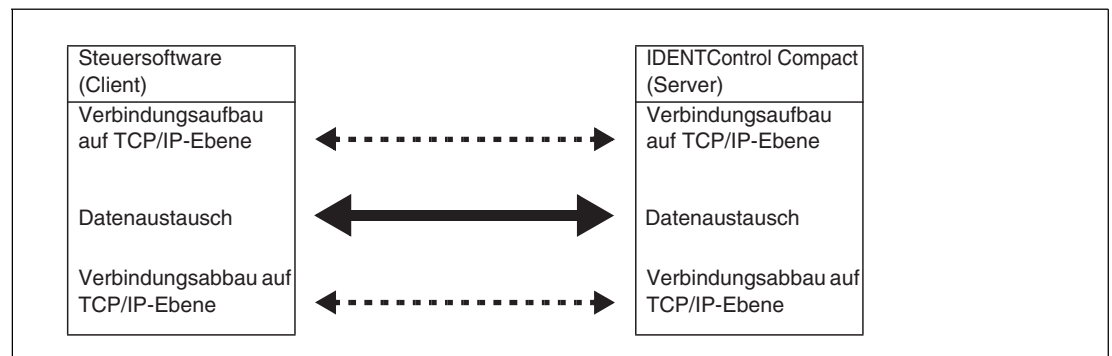 Steuersoftware
(Client)
Verbindungsaufbau
auf TCP/IP-Ebene
Datenaustausch
Verbindungsabbau auf
TCP/IP-Ebene
IDENTControl Compact
(Server)
Verbindungsaufbau
auf TCP/IP-Ebene
Datenaustausch
Verbindungsabbau auf
TCP/IP-Ebene